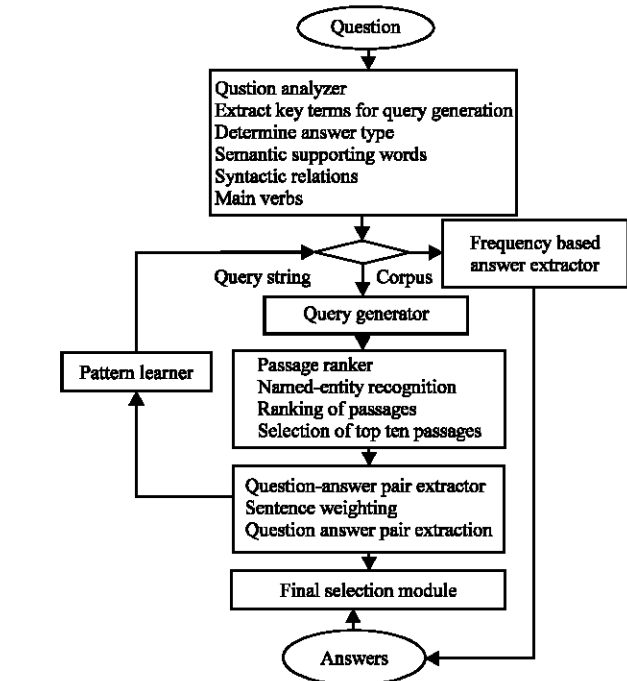 Question
Qustion analyzer
Extract key terms for query generation
Determine answer type
Semantic supporting words
Syntactic relations
Main verbs
Frequency based
answer extractor
Query string
Corpus
Query generator
Pattern learner
Passage ranker
Named-entity recognition
Ranking of passages
Selection of top ten passages
Question-answer pair extractor
Sentence weighting
Question answer pair extraction
Final selection module
Answers